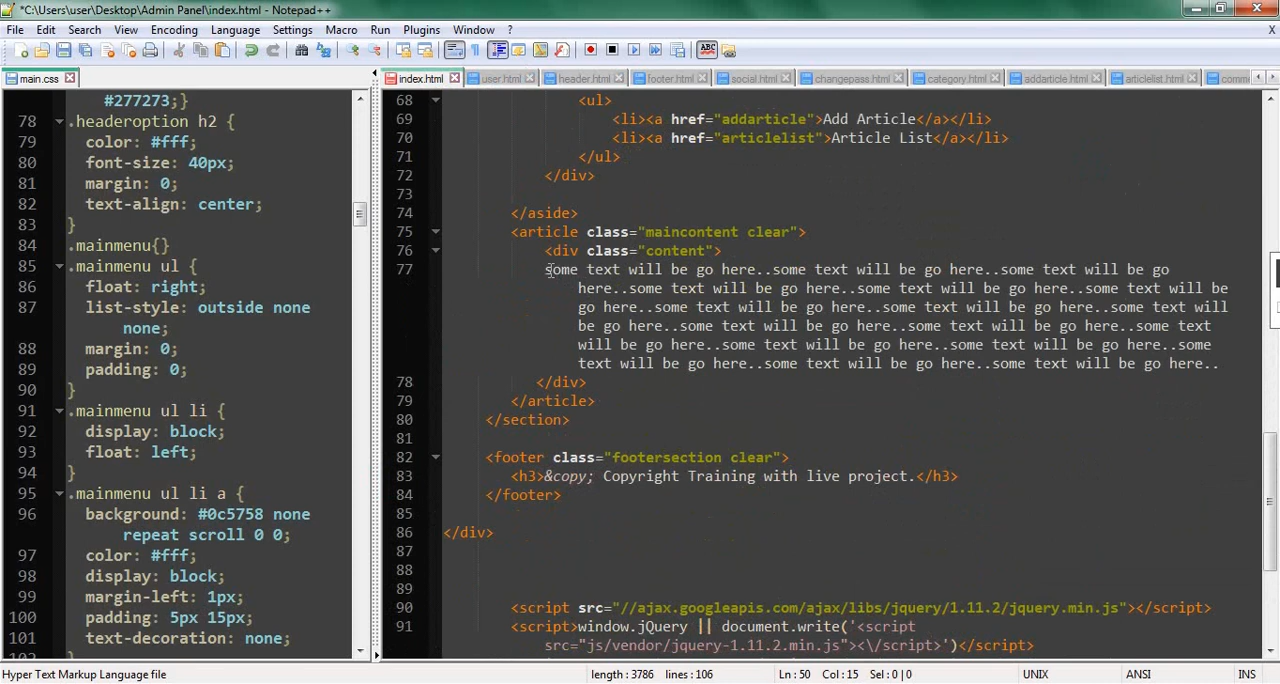 *C:\Users\user\Desktop\Admin Panel\index.html - Notepad++
File Edit Search View Encoding Language Settings Macro Run Plugins Window ? X
main.css
index.html user.html header.html footer.html social.html changepass.html category.html addarticle.html articlelist.html comm
#277273;}
78 .headeroption h2 {
79 color: #fff;
80 font-size: 40px;
81 margin: 0;
82 text-align: center;
83 }
84 .mainmenu{}
85 .mainmenu ul {
86 float: right;
87 list-style: outside none
none;
88 margin: 0;
89 padding: 0;
90 }
91 .mainmenu ul li {
92 display: block;
93 float: left;
94 }
95 .mainmenu ul li a {
96 background: #0c5758 none
repeat scroll 0 0;
97 color: #fff;
98 display: block;
99 margin-left: 1px;
100 padding: 5px 15px;
101 text-decoration: none;
68 <ul>
69 <li><a href="addarticle">Add Article</a></li>
70 <li><a href="articlelist">Article List</a></li>
71 </ul>
72 </div>
73
74 </aside>
75 <article class="maincontent clear">
76 <div class="content">
77 some text will be go here..some text will be go here..some text will be go
here..some text will be go here..some text will be go here..some text will be
go here..some text will be go here..some text will be go here..some text will
be go here..some text will be go here..some text will be go here..some text
will be go here..some text will be go here..some text will be go here..some
text will be go here..some text will be go here..some text will be go here..
78 </div>
79 </article>
80 </section>
81
82 <footer class="footersection clear">
83 <h3>&copy; Copyright Training with live project.</h3>
84 </footer>
85
86 </div>
87
88
89
90 <script src="//ajax.googleapis.com/ajax/libs/jquery/1.11.2/jquery.min.js"></script>
91 <script>window.jQuery || document.write('<script
src="js/vendor/jquery-1.11.2.min.js"><\/script>')</script>
Hyper Text Markup Language file length : 3786 lines : 106 Ln : 50 Col : 15 Sel : 0 | 0 UNIX ANSI INS